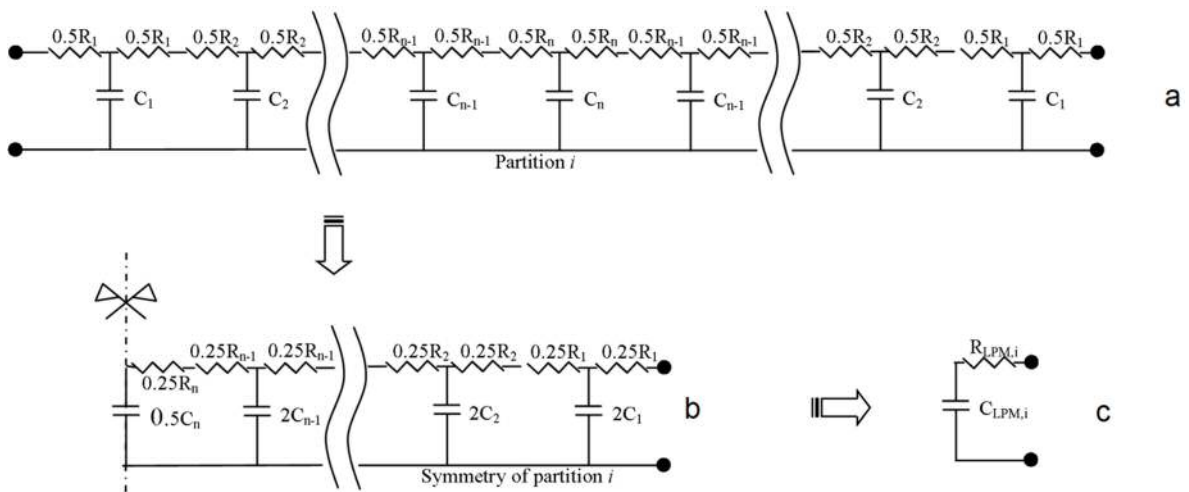 0.5R1 0.5R1 0.5R2 0.5R2 0.5Rn-1 0.5Rn-1 0.5Rn 0.5Rn 0.5Rn-1 0.5Rn-1 0.5R2 0.5R2 0.5R1 0.5R1
C1 C2 Cn-1 Cn Cn-1 C2 C1 a
Partition i
0.25Rn-1 0.25Rn-1 0.25R2 0.25R2 0.25R1 0.25R1 RLPM,i
0.25Rn
0.5Cn 2Cn-1 2C2 2C1 b CLPM,i c
Symmetry of partition i